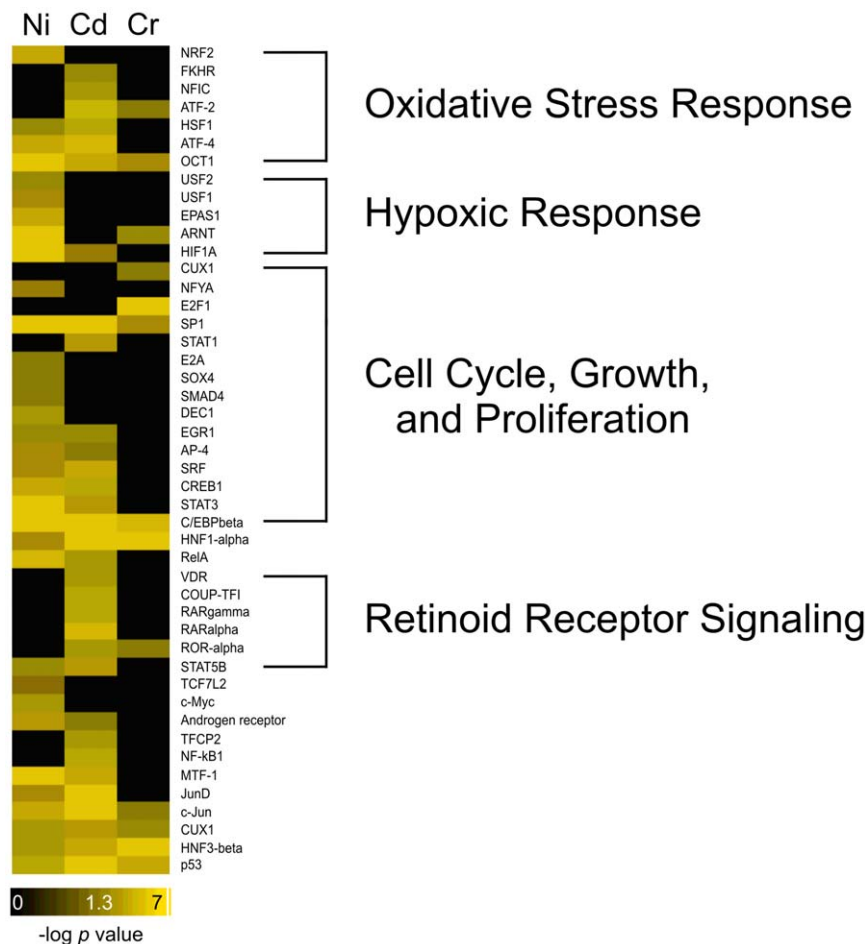 Ni Cd Cr
NRF2
FKHR
NFIC
ATF-2
HSF1
ATF-4
OCT1
Oxidative Stress Response
USF2
USF1
EPAS1
ARNT
HIF1A
Hypoxic Response
CUX1
NFYA
E2F1
SP1
STAT1
E2A
SOX4
SMAD4
DEC1
EGR1
AP-4
SRF
CREB1
STAT3
C/EBPbeta
Cell Cycle, Growth,
and Proliferation
HNF1-alpha
RelA
VDR
COUP-TFI
RARgamma
RARalpha
ROR-alpha
STAT5B
Retinoid Receptor Signaling
TCF7L2
c-Myc
Androgen receptor
TFCP2
NF-kB1
MTF-1
JunD
c-Jun
CUX1
HNF3-beta
p53
0 1.3 7
-log p value